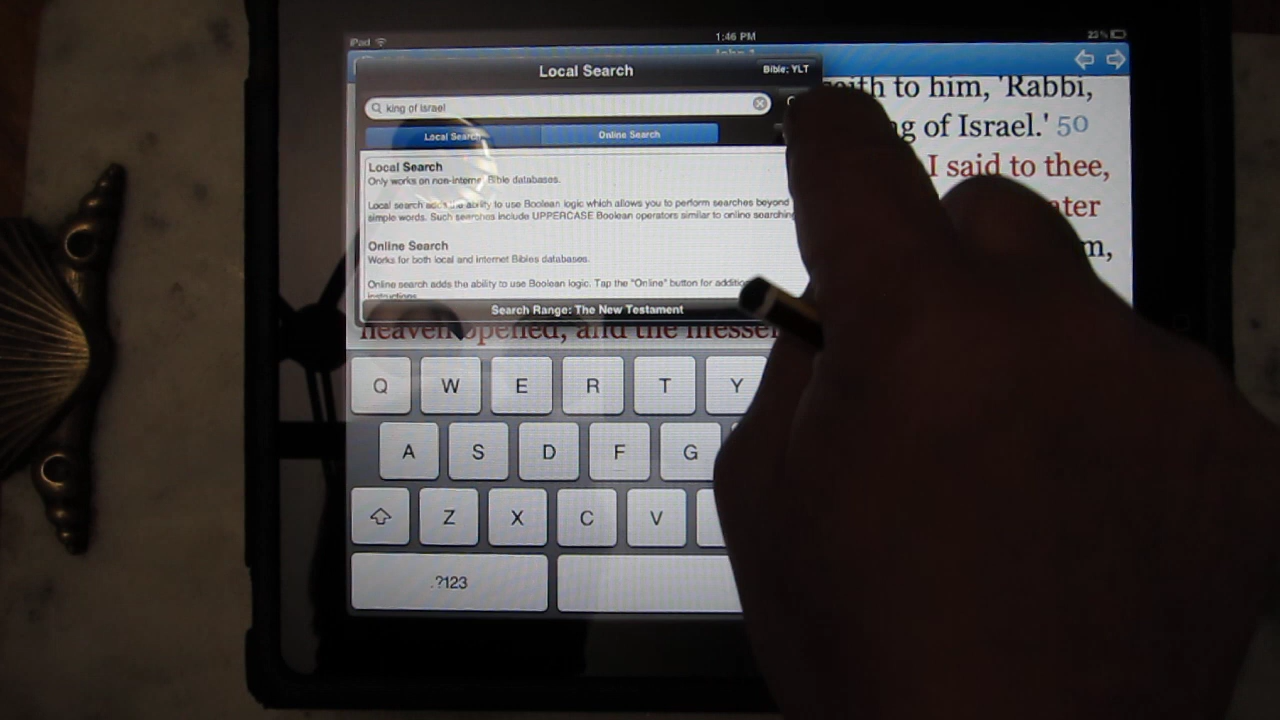 iPad 1:46 PM 23%
John 1
Local Search Bible: YLT
king of israel
Local Search Online Search
Local Search
Only works on non-interne Bible databases.
Local search adds the ability to use Boolean logic which allows you to perform searches beyond
simple words. Such searches include UPPERCASE Boolean operators similar to online searching
Online Search
Works for both local and internet Bibles databases.
Online search adds the ability to use Boolean logic. Tap the "Online" button for additio
instructions
Search Range: The New Testament
saith to him, 'Rabbi,
ng of Israel.' 50
I said to thee,
ater
m,
heaven opened, and the messen
Q W E R T Y
A S D F G
Z X C V
.?123